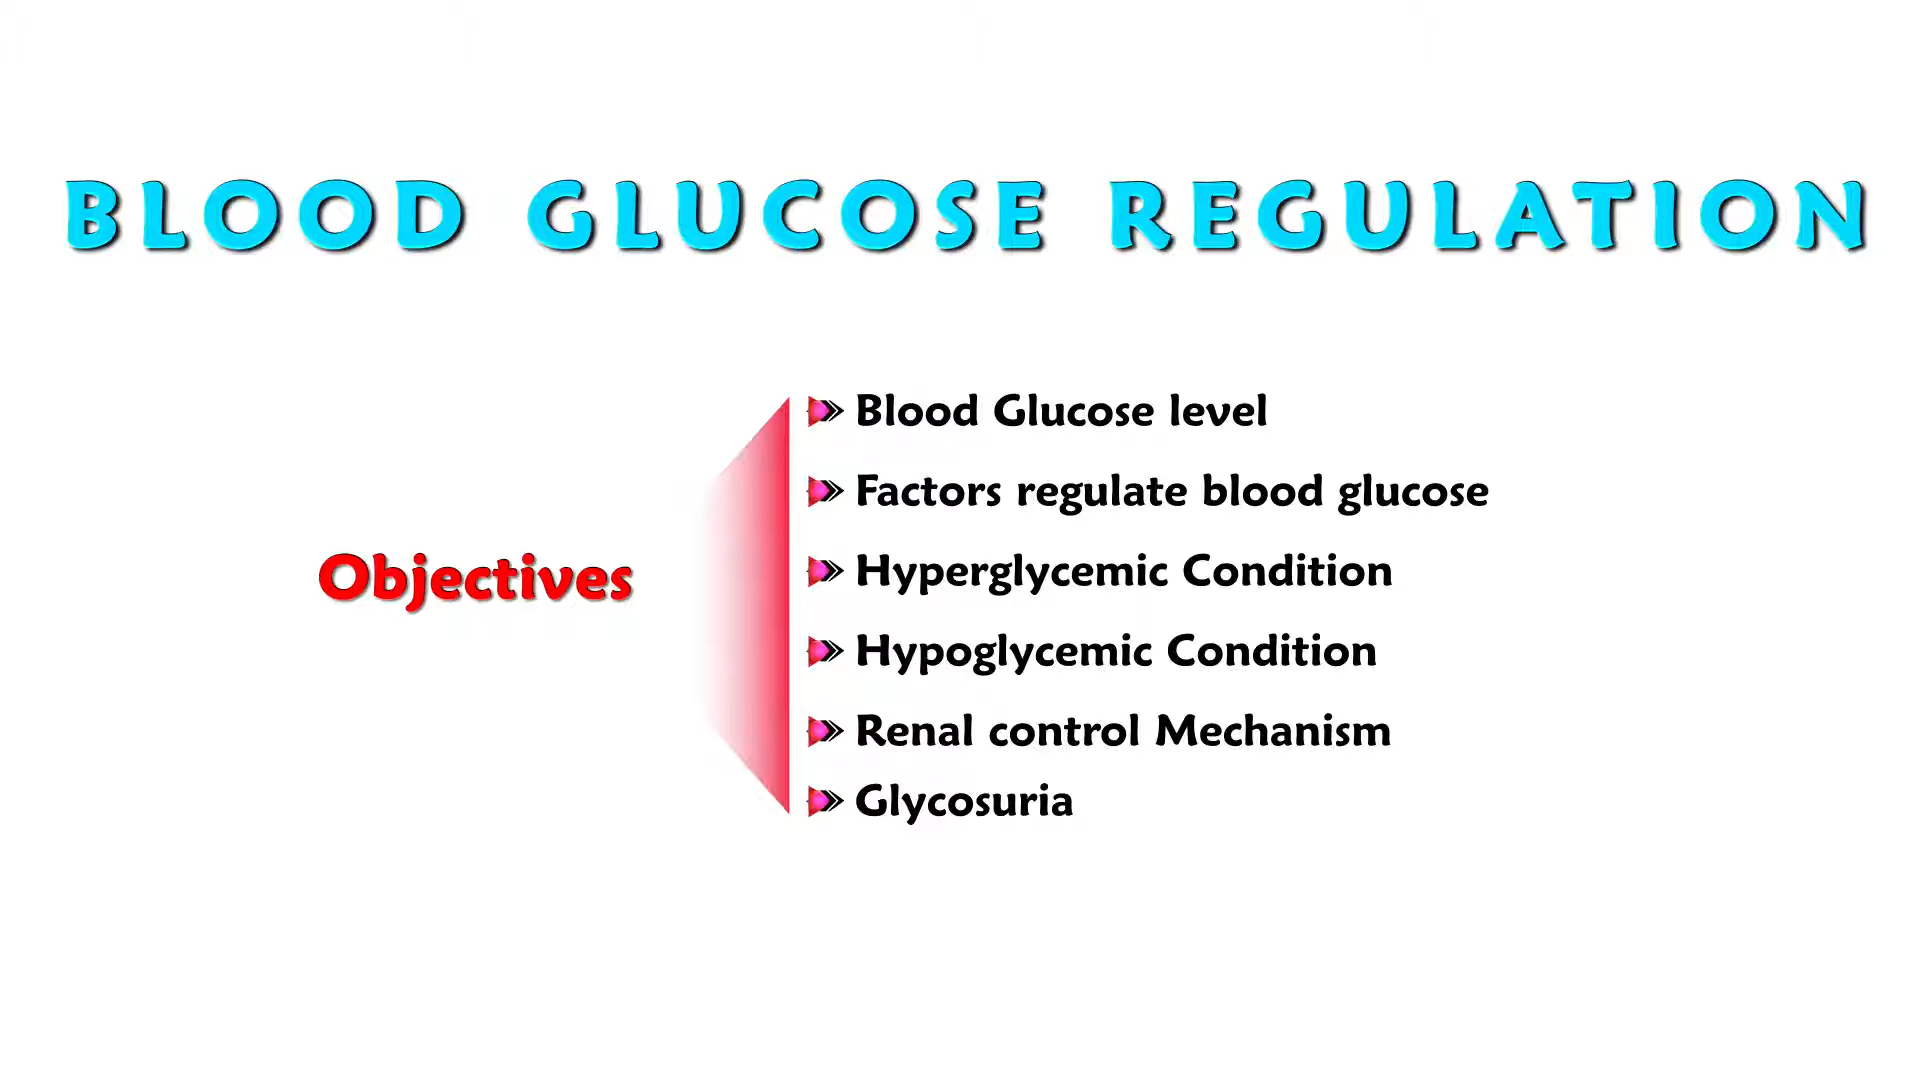 BLOOD GLUCOSE REGULATION
Objectives
Blood Glucose level
Factors regulate blood glucose
Hyperglycemic Condition
Hypoglycemic Condition
Renal control Mechanism
Glycosuria